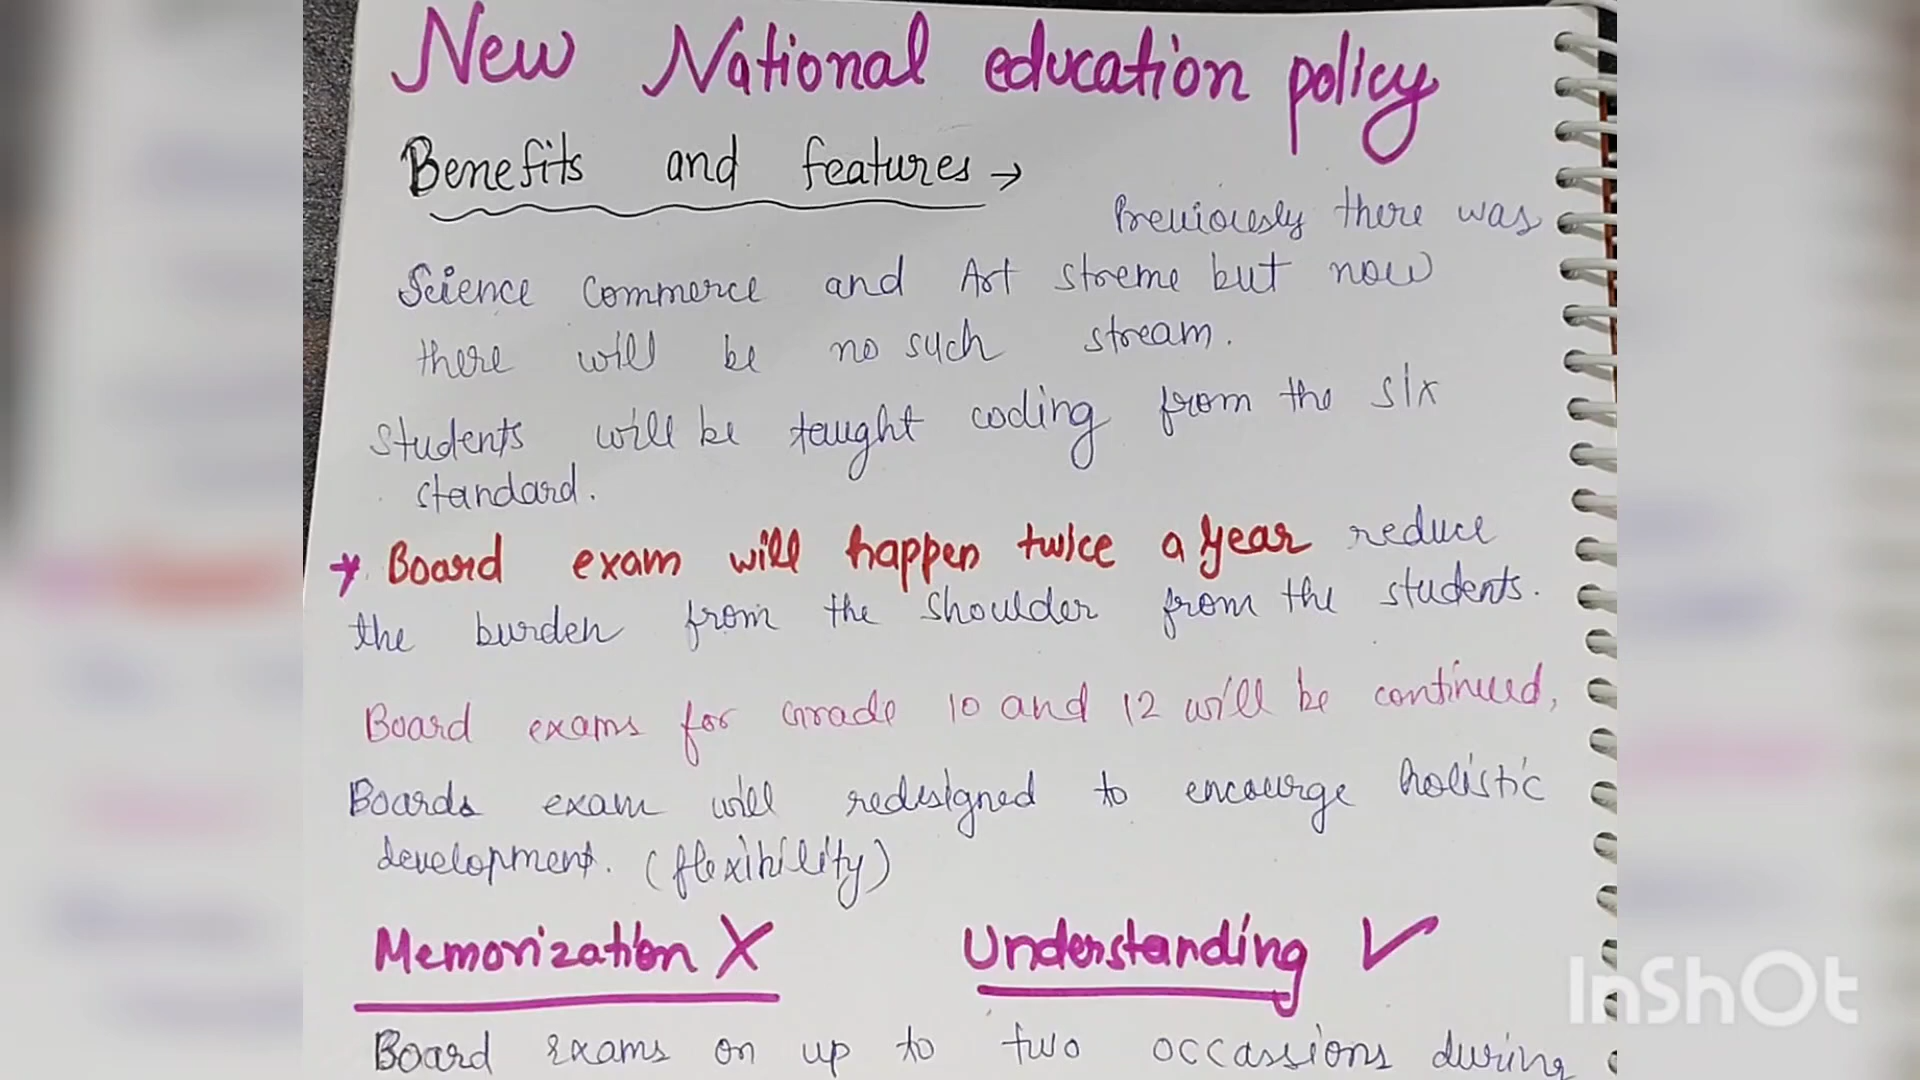 New National education policy
Benefits and features →
Previously there was
Science commerce and Art streme but now
there will be no such stream.
Students will be taught coding from the six
standard.
Board exam will happen twice a year reduce
the burden from the shoulder from the students.
Board exams for Grade 10 and 12 will be continued,
Boards exam will redesigned to encourge holistic
development. (flexibility)
Memorization X Understanding ✓
Board exams on up to two occassions during
InShOt